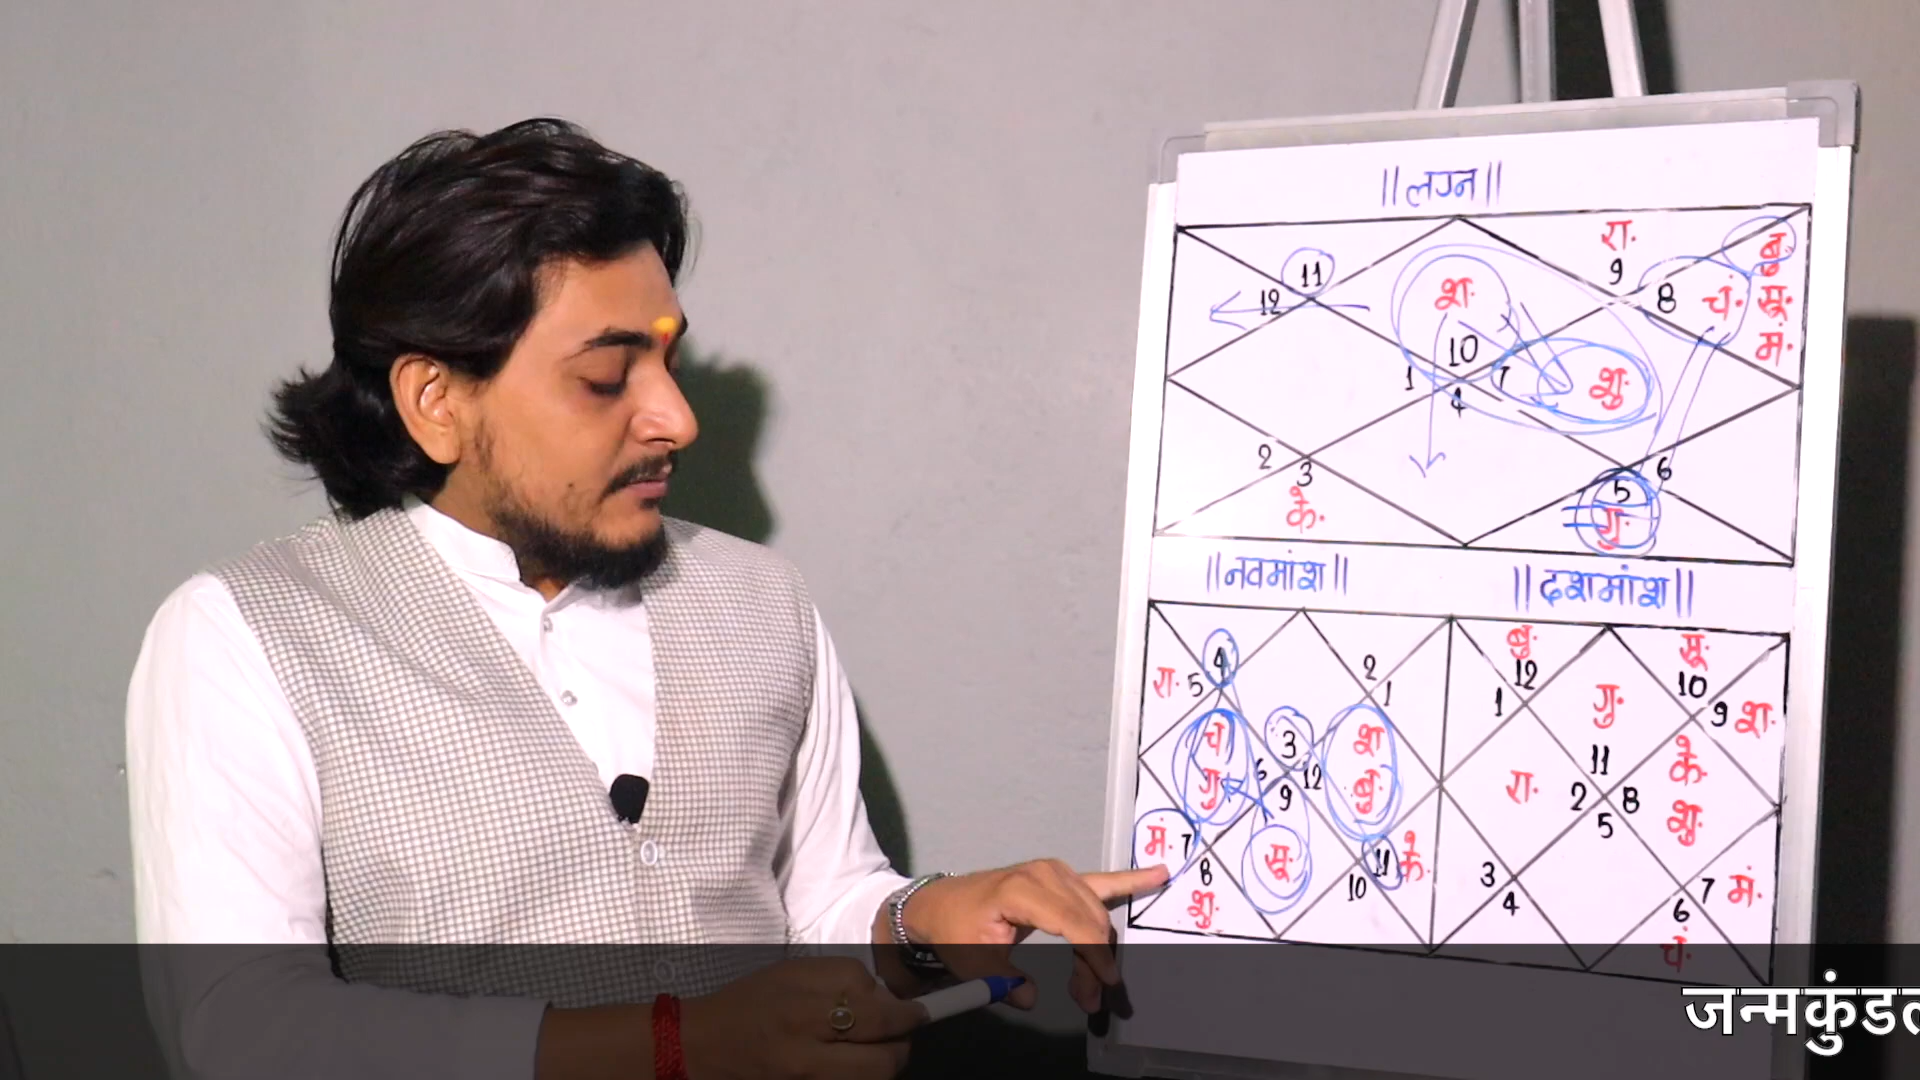 ||लग्न||
रा.
9
बु.
11
12
श.
8 चं. सू.
मं.
10
1 7 शु.
4
2
3
के.
6
5
गु.
||नवमांश|| ||दशमांश||
4
रा. 5
2
1
चं
गु.
3
श
बु.
6 12
9
मं. 7
8
शु.
सू.
11 के.
10
बु.
12
1
गु.
सू.
10
9 श.
11
के.
रा. 2 8
5
शु.
3
4
7 मं.
6
चं.
जन्मकुंडल